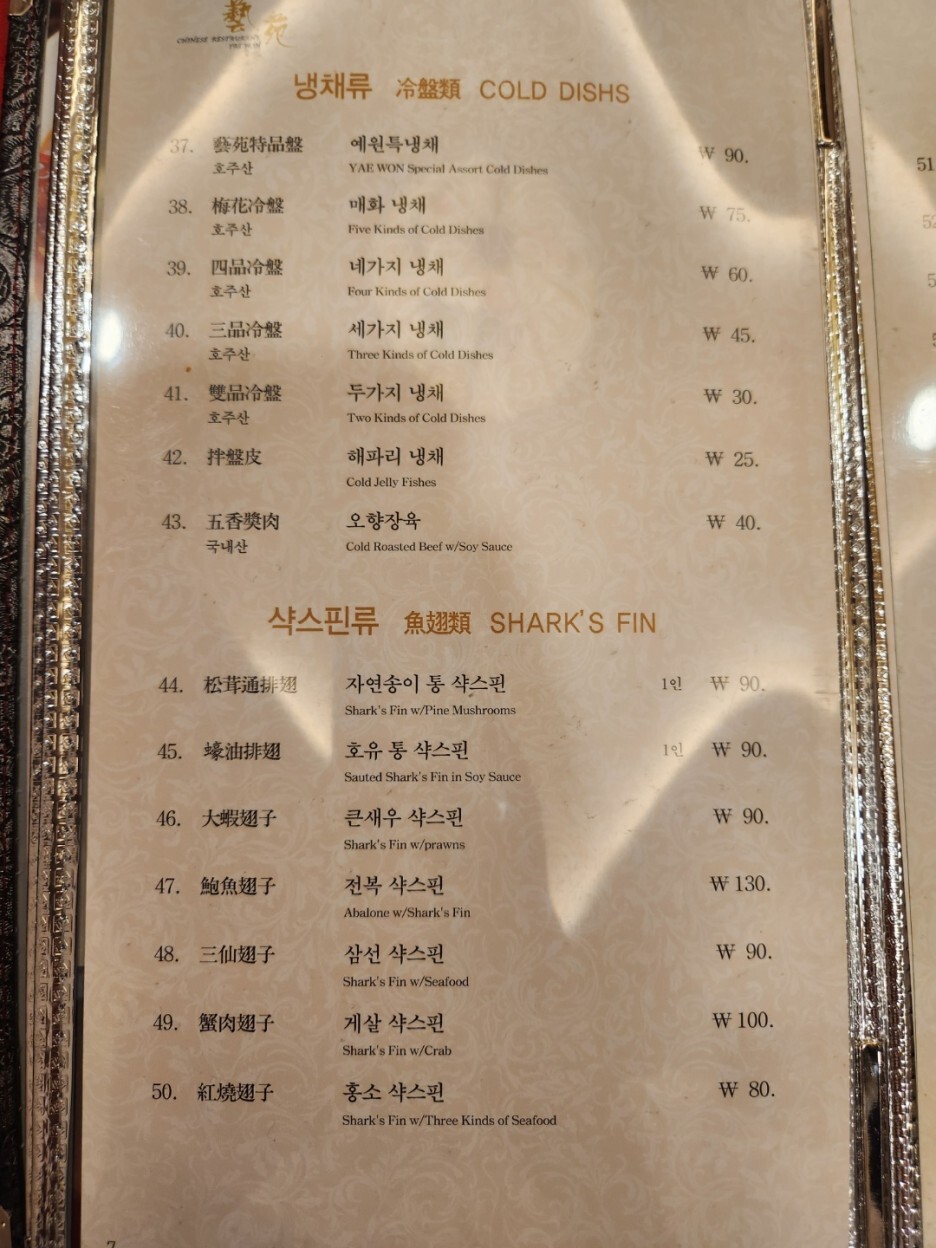 藝苑
CHINESE RESTAURANT
냉채류 冷盤類 COLD DISHS
37. 藝苑特品盤 예원특냉채 ₩ 90.
호주산 YAE WON Special Assort Cold Dishes
38. 梅花冷盤 매화 냉채 ₩ 75.
호주산 Five Kinds of Cold Dishes
39. 四品冷盤 네가지 냉채 ₩ 60.
호주산 Four Kinds of Cold Dishes
40. 三品冷盤 세가지 냉채 ₩ 45.
호주산 Three Kinds of Cold Dishes
41. 雙品冷盤 두가지 냉채 ₩ 30.
호주산 Two Kinds of Cold Dishes
42. 拌盤皮 해파리 냉채 ₩ 25.
Cold Jelly Fishes
43. 五香獎肉 오향장육 ₩ 40.
국내산 Cold Roasted Beef w/Soy Sauce
샥스핀류 魚翅類 SHARK'S FIN
44. 松茸通排翅 자연송이 통 샥스핀 1인 ₩ 90.
Shark's Fin w/Pine Mushrooms
45. 蠔油排翅 호유 통 샥스핀 1인 ₩ 90.
Sauted Shark's Fin in Soy Sauce
46. 大蝦翅子 큰새우 샥스핀 ₩ 90.
Shark's Fin w/prawns
47. 鮑魚翅子 전복 샥스핀 ₩ 130.
Abalone w/Shark's Fin
48. 三仙翅子 삼선 샥스핀 ₩ 90.
Shark's Fin w/Seafood
49. 蟹肉翅子 게살 샥스핀 ₩ 100.
Shark's Fin w/Crab
50. 紅燒翅子 홍소 샥스핀 ₩ 80.
Shark's Fin w/Three Kinds of Seafood
51
52